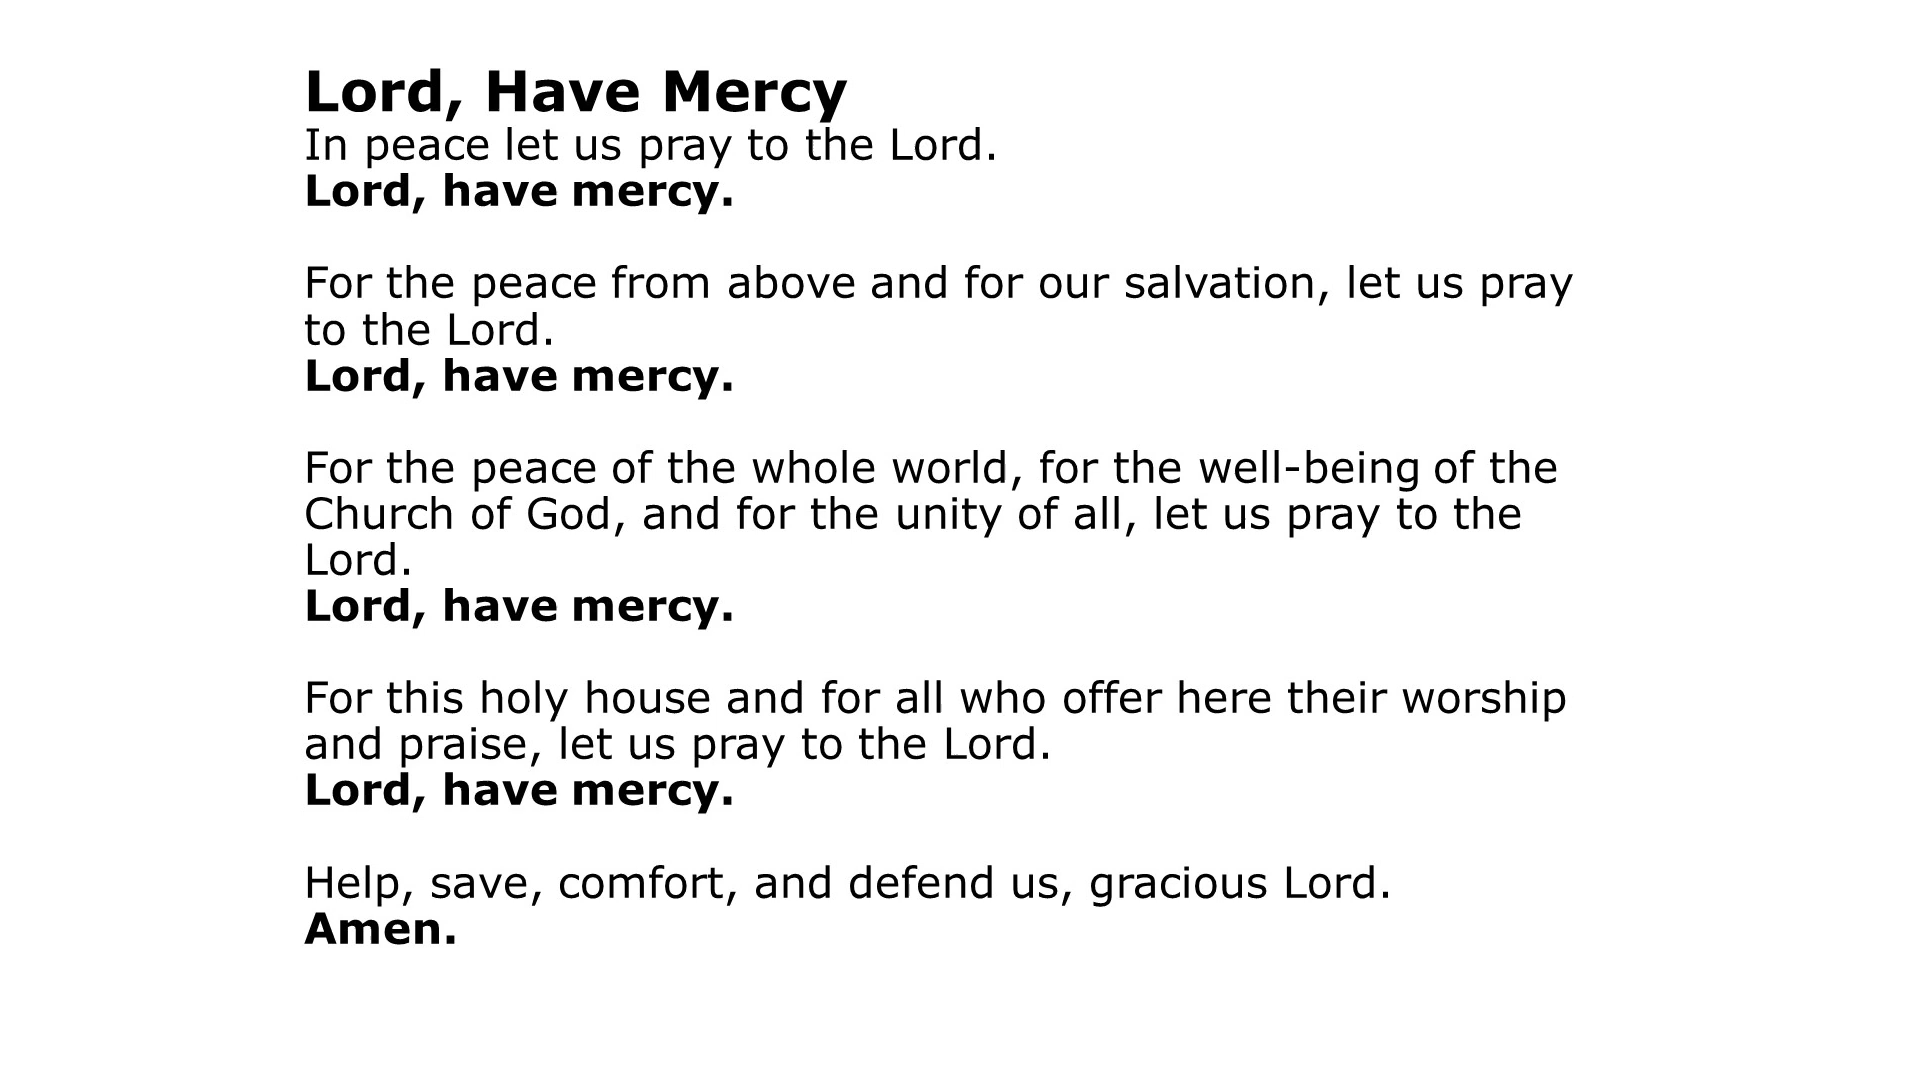 Lord, Have Mercy
In peace let us pray to the Lord.
Lord, have mercy.
For the peace from above and for our salvation, let us pray
to the Lord.
Lord, have mercy.
For the peace of the whole world, for the well-being of the
Church of God, and for the unity of all, let us pray to the
Lord.
Lord, have mercy.
For this holy house and for all who offer here their worship
and praise, let us pray to the Lord.
Lord, have mercy.
Help, save, comfort, and defend us, gracious Lord.
Amen.